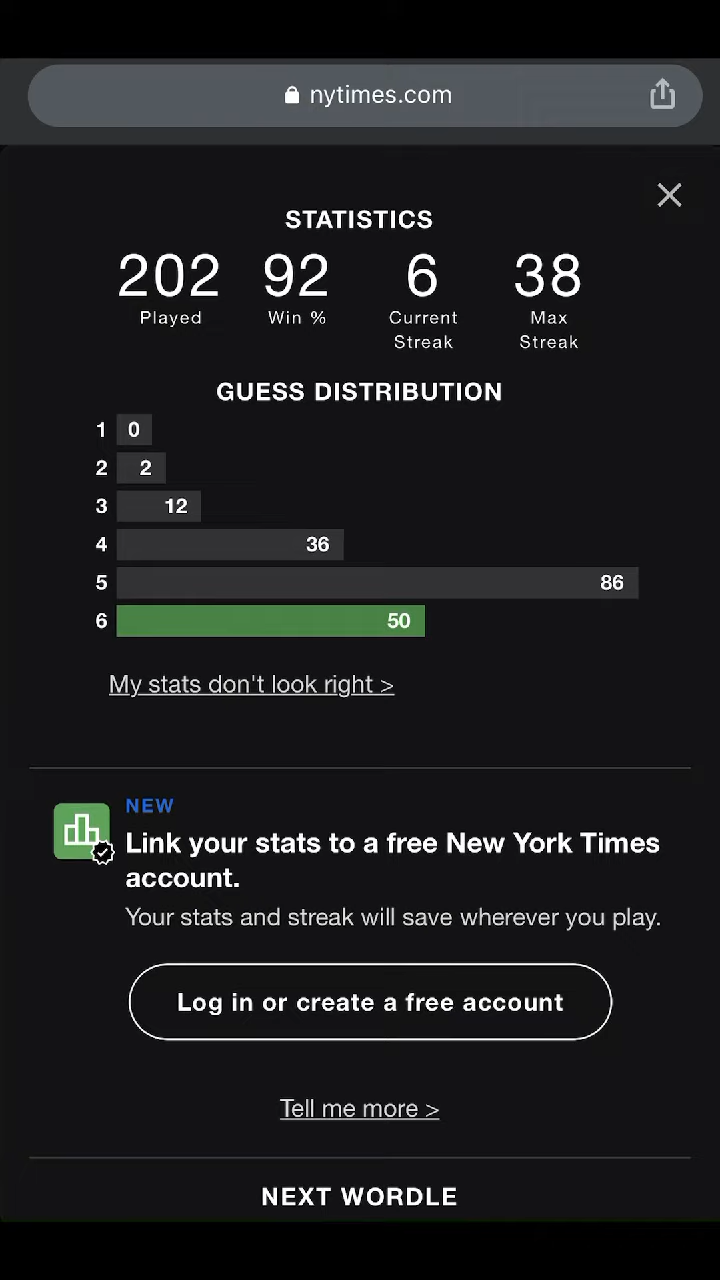 nytimes.com
STATISTICS
202 92 6 38
Played Win % Current Streak Max Streak
GUESS DISTRIBUTION
1 0
2 2
3 12
4 36
5 86
6 50
My stats don't look right >
NEW
Link your stats to a free New York Times
account.
Your stats and streak will save wherever you play.
Log in or create a free account
Tell me more >
NEXT WORDLE